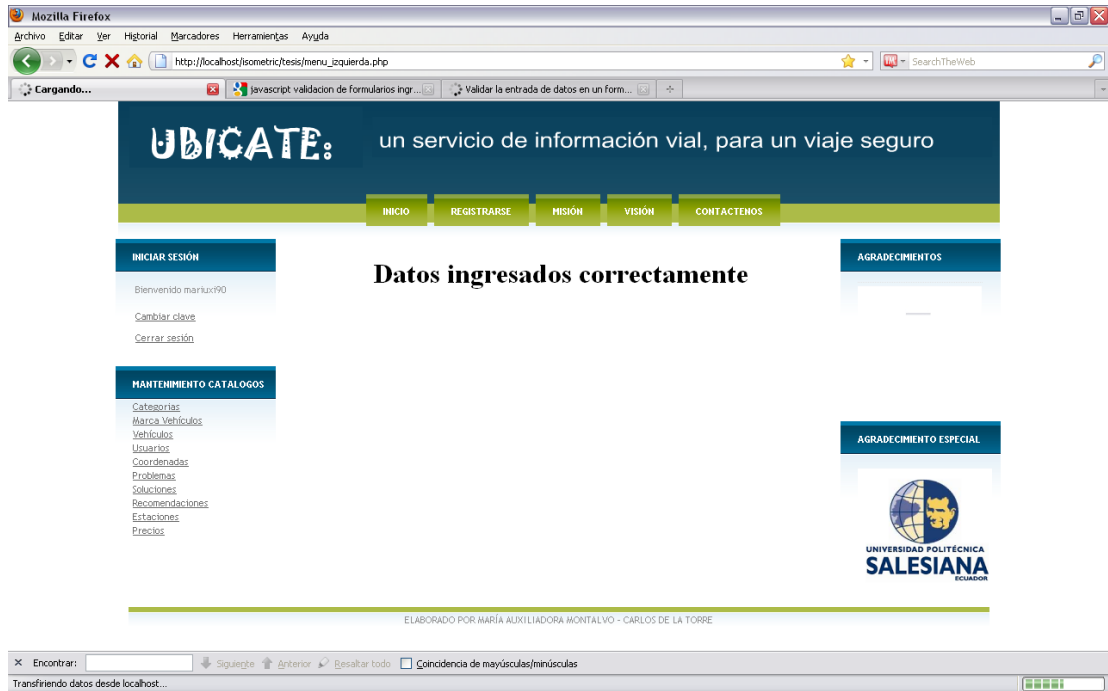 Mozilla Firefox
Archivo Editar Ver Historial Marcadores Herramientas Ayuda
http://localhost/isometric/tesis/menu_izquierda.php
SearchTheWeb
Cargando...
javascript validacion de formularios ingr...
Validar la entrada de datos en un form...
UBICATE:
un servicio de información vial, para un viaje seguro
INICIO REGISTRARSE MISIÓN VISIÓN CONTACTENOS
INICIAR SESIÓN
Bienvenido mariuxi90
Cambiar clave
Cerrar sesión
MANTENIMIENTO CATALOGOS
Categorias
Marca Vehículos
Vehículos
Usuarios
Coordenadas
Problemas
Soluciones
Recomendaciones
Estaciones
Precios
Datos ingresados correctamente
AGRADECIMIENTOS
AGRADECIMIENTO ESPECIAL
UNIVERSIDAD POLITÉCNICA
SALESIANA
ECUADOR
ELABORADO POR MARÍA AUXILIADORA MONTALVO - CARLOS DE LA TORRE
Encontrar: Siguiente Anterior Resaltar todo Coincidencia de mayúsculas/minúsculas
Transfiriendo datos desde localhost...